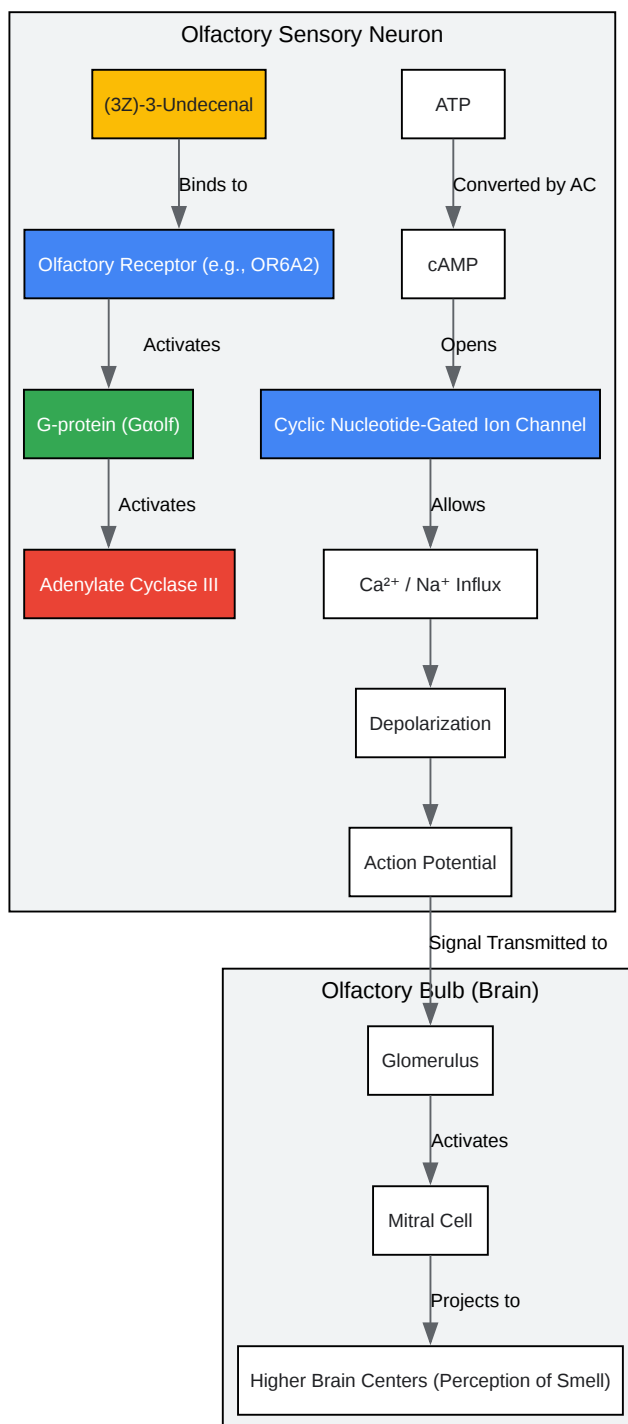 Olfactory Sensory Neuron
(3Z)-3-Undecenal
ATP
Binds to
Converted by AC
Olfactory Receptor (e.g., OR6A2)
cAMP
Activates
Opens
G-protein (Gαolf)
Cyclic Nucleotide-Gated Ion Channel
Activates
Allows
Adenylate Cyclase III
Ca²⁺ / Na⁺ Influx
Depolarization
Action Potential
Signal Transmitted to
Olfactory Bulb (Brain)
Glomerulus
Activates
Mitral Cell
Projects to
Higher Brain Centers (Perception of Smell)